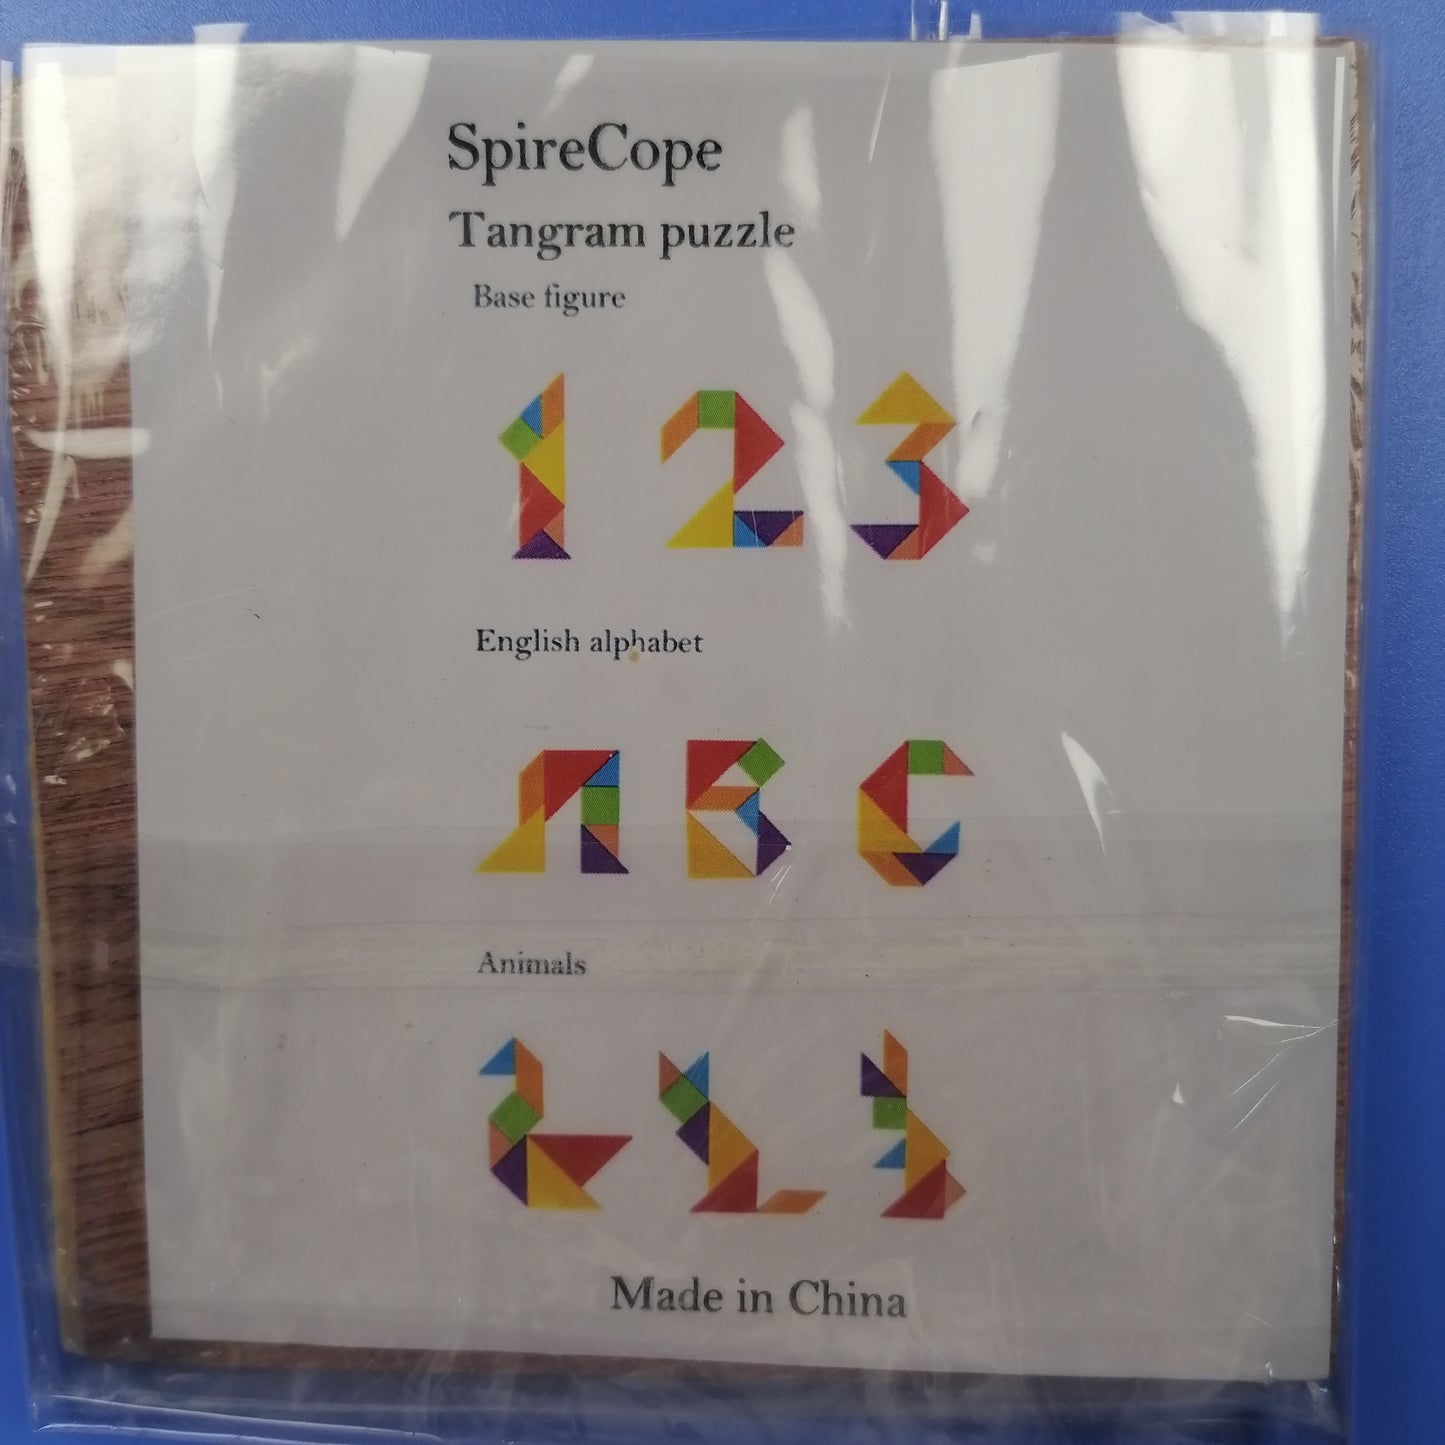 SpireCope
Tangram puzzle
Base figure
English alphabet
Animals
Made in China